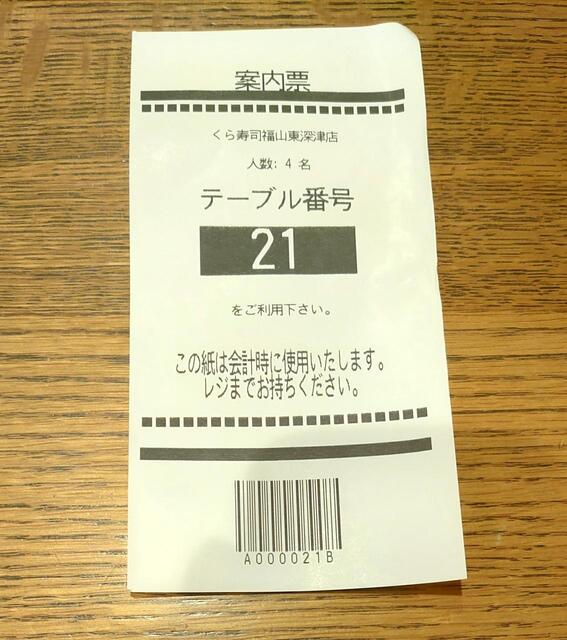 案内票
くら寿司福山東深津店
人数: 4 名
テーブル番号
21
をご利用下さい。
この紙は会計時に使用いたします。
レジまでお持ちください。
A000021B